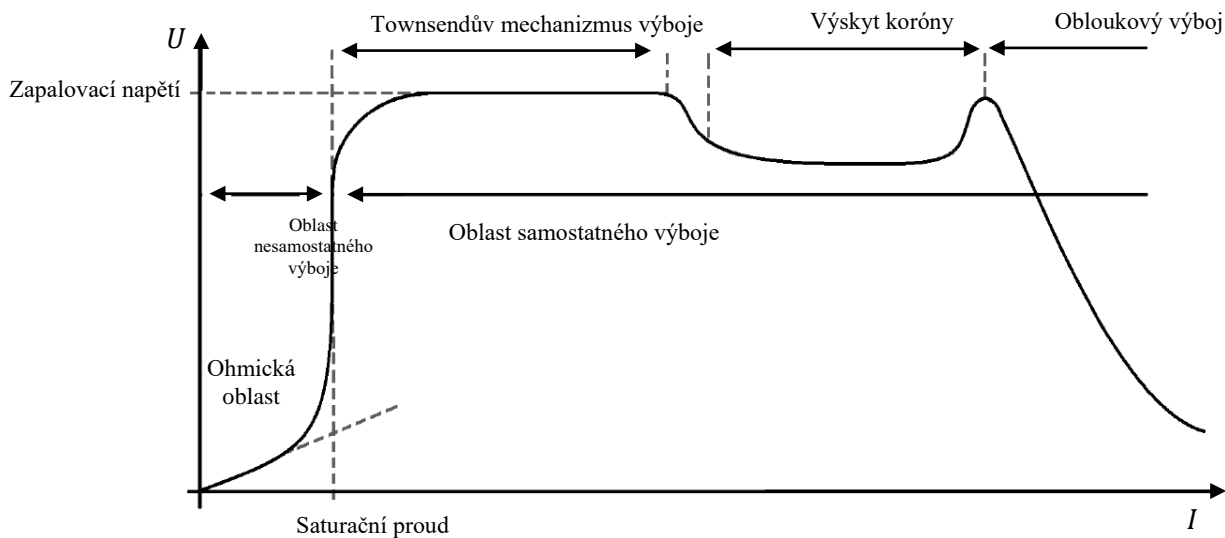 Townsendův mechanizmus výboje
Výskyt koróny
Obloukový výboj
U
Zapalovací napětí
Oblast
nesamostatného
výboje
Oblast samostatného výboje
Ohmická
oblast
Saturační proud
I